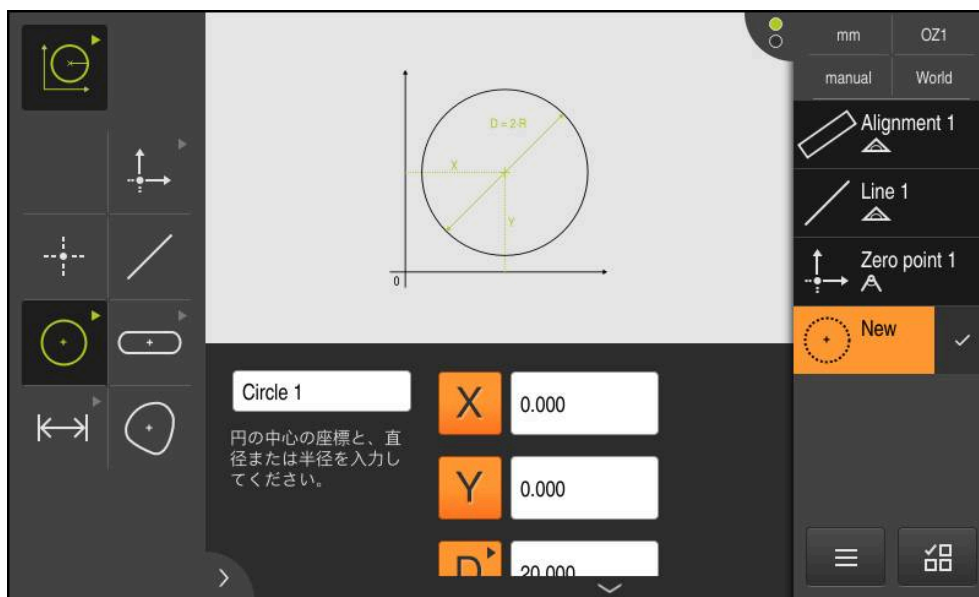 mm
OZ1
manual
World
D = 2·R
X
Y
0
Alignment 1
Line 1
Zero point 1
New
Circle 1
円の中心の座標と、直
径または半径を入力し
てください。
X
0.000
Y
0.000
D
20.000